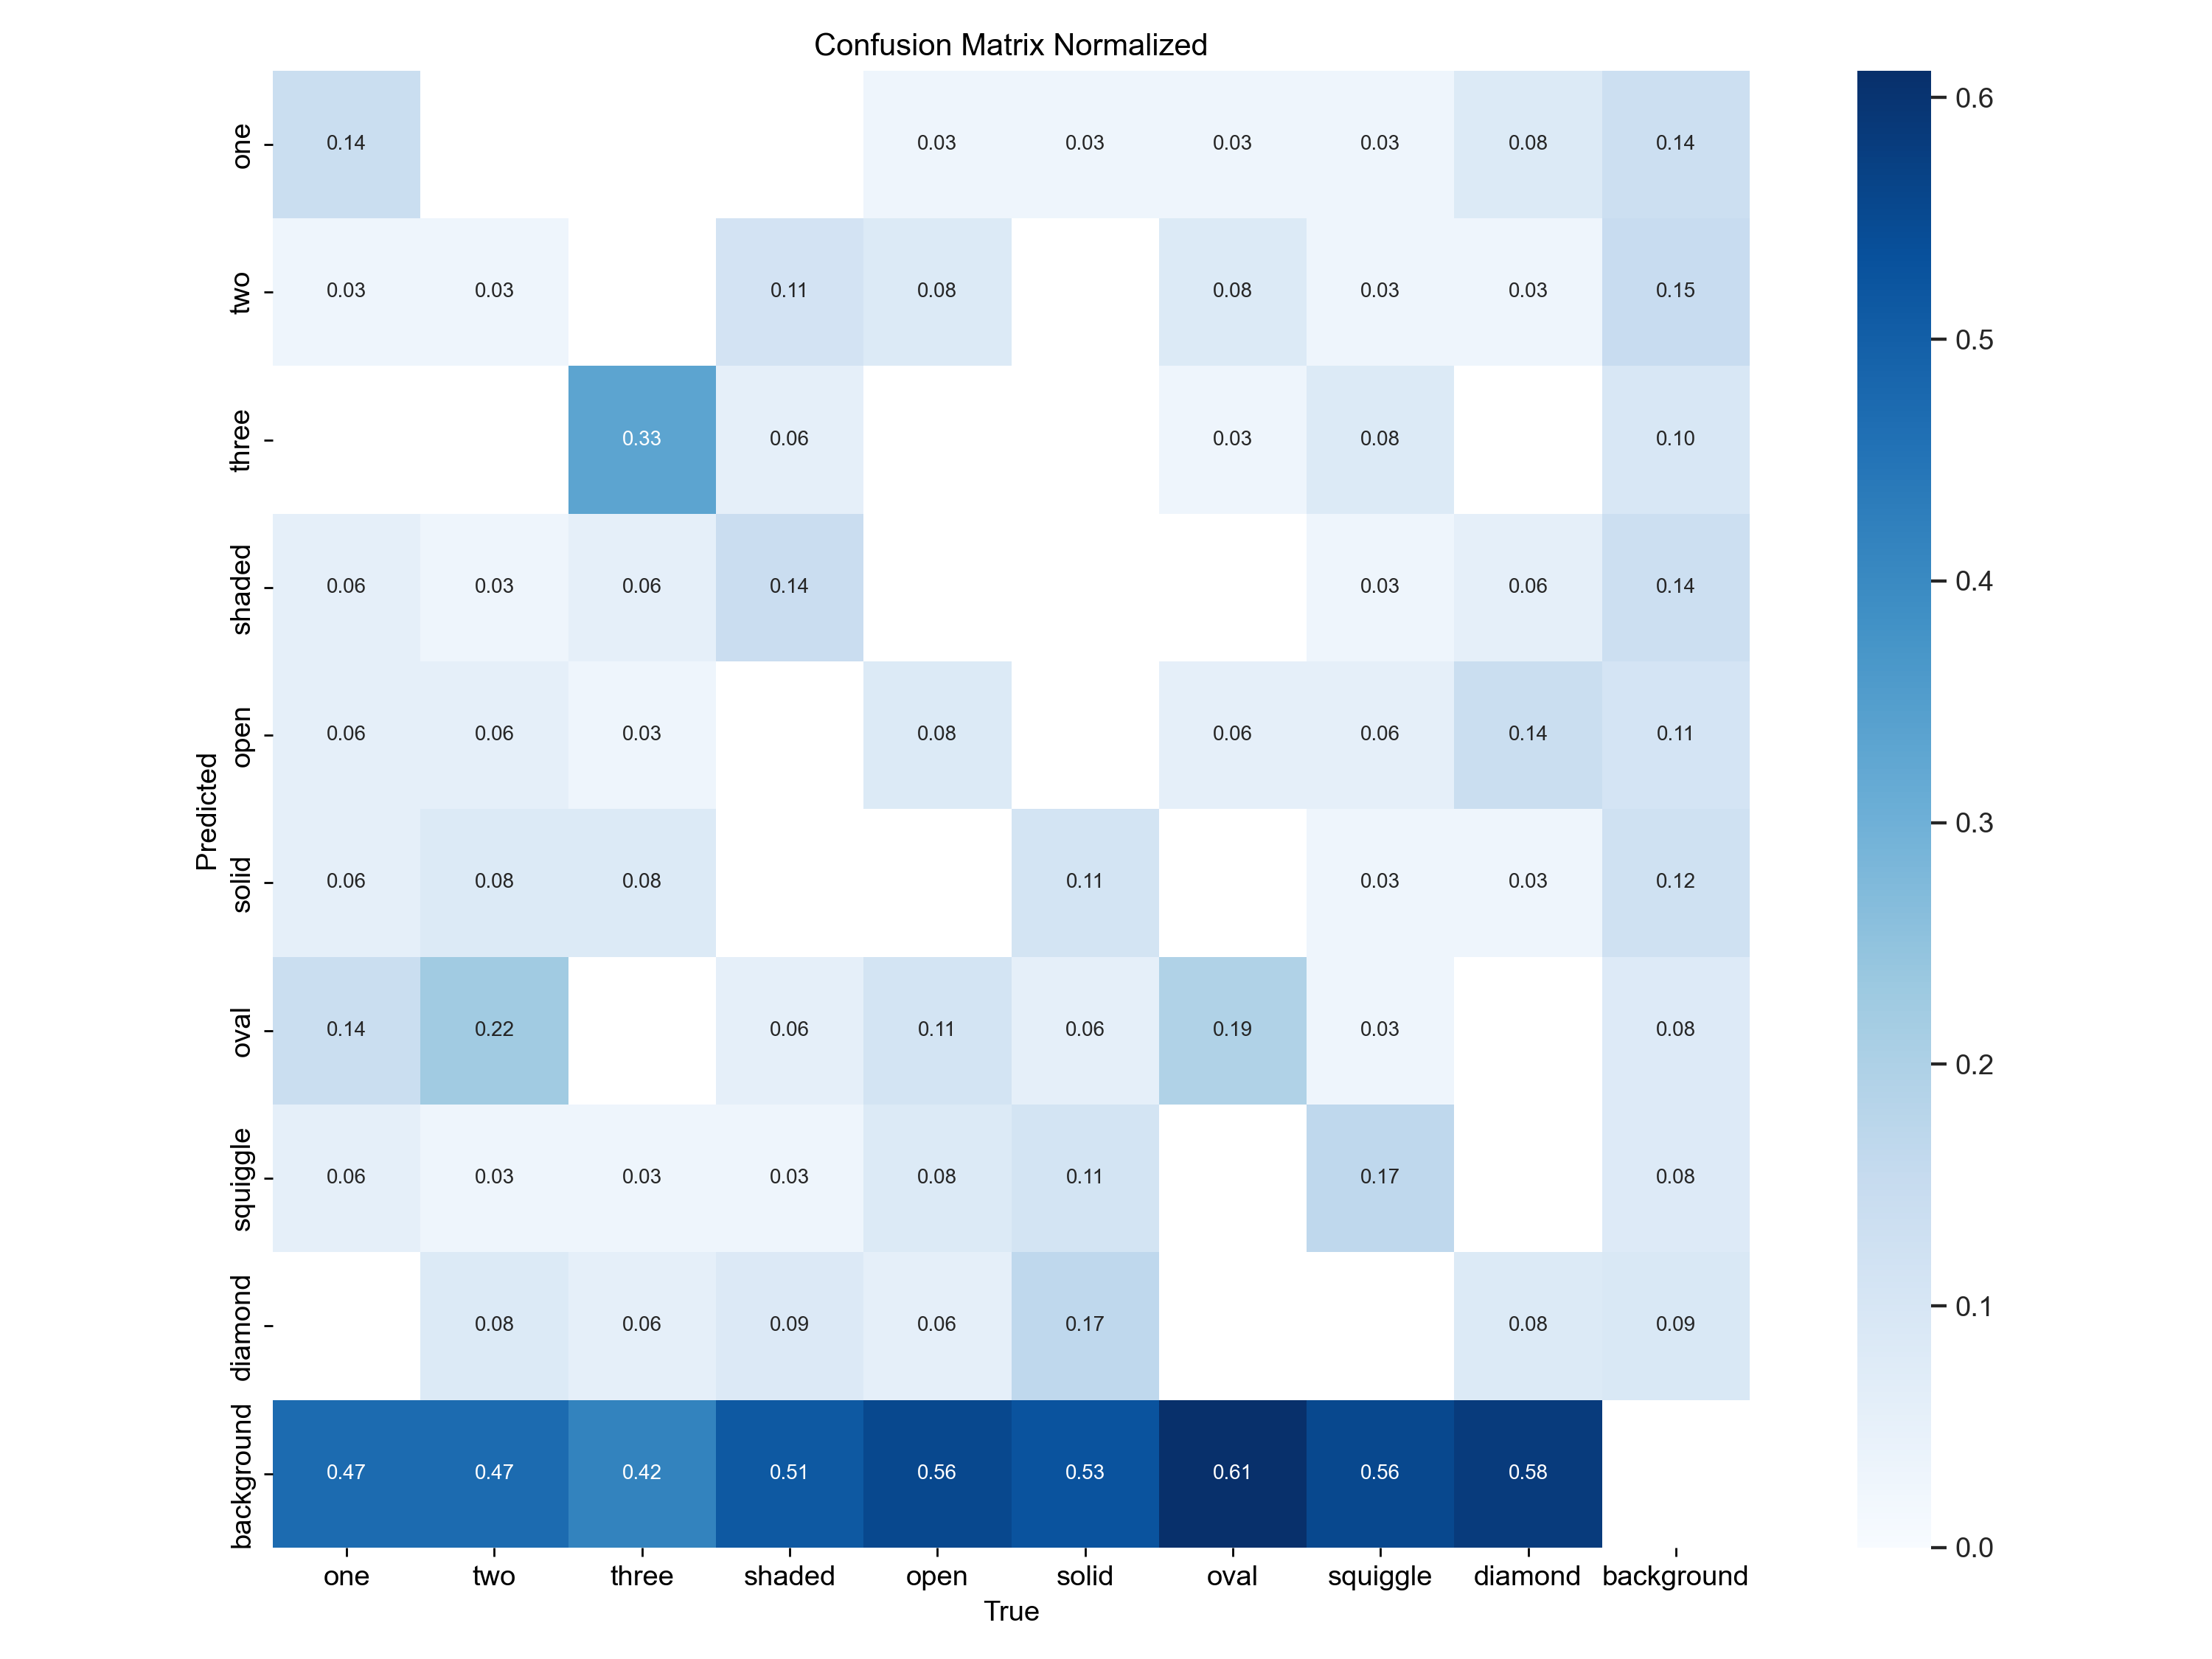 Confusion Matrix Normalized
one 0.14 0.03 0.03 0.03 0.03 0.08 0.14
two 0.03 0.03 0.11 0.08 0.08 0.03 0.03 0.15
three 0.33 0.06 0.03 0.08 0.10
shaded 0.06 0.03 0.06 0.14 0.03 0.06 0.14
open 0.06 0.06 0.03 0.08 0.06 0.06 0.14 0.11
solid 0.06 0.08 0.08 0.11 0.03 0.03 0.12
oval 0.14 0.22 0.06 0.11 0.06 0.19 0.03 0.08
squiggle 0.06 0.03 0.03 0.03 0.08 0.11 0.17 0.08
diamond 0.08 0.06 0.09 0.06 0.17 0.08 0.09
background 0.47 0.47 0.42 0.51 0.56 0.53 0.61 0.56 0.58
one two three shaded open solid oval squiggle diamond background
True
Predicted
0.6
0.5
0.4
0.3
0.2
0.1
0.0